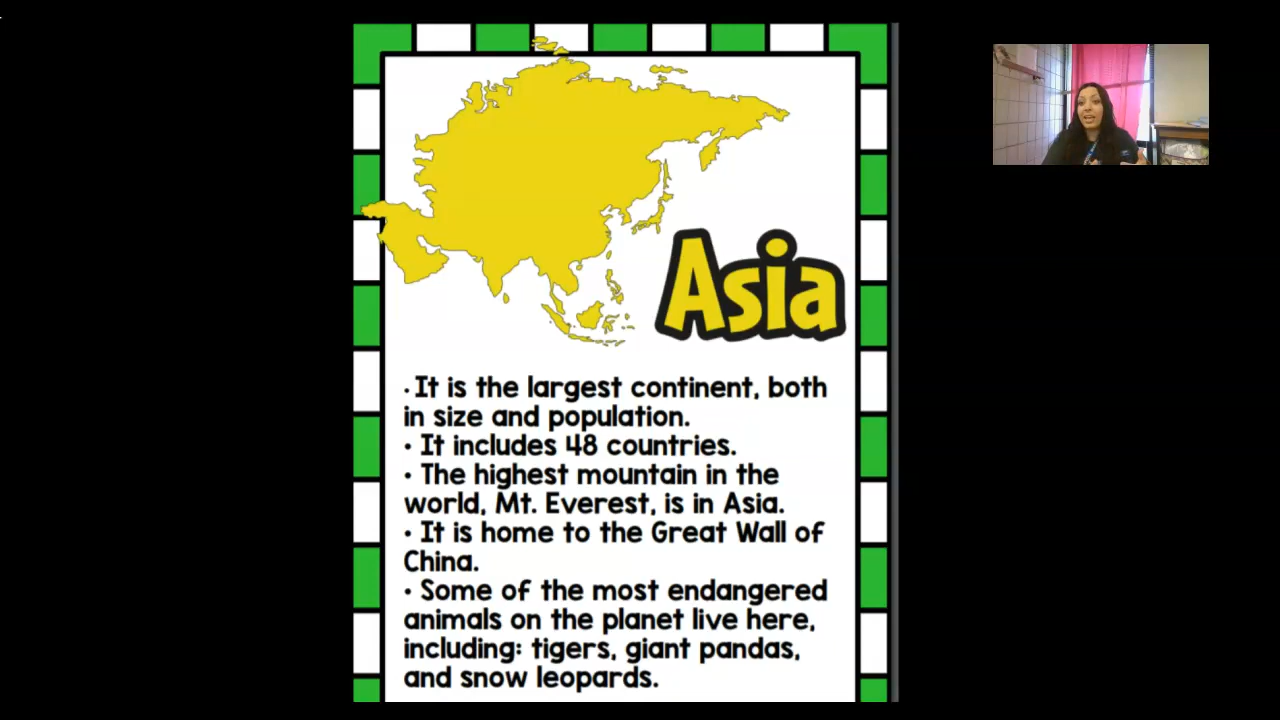 Asia
• It is the largest continent, both
in size and population.
• It includes 48 countries.
• The highest mountain in the
world, Mt. Everest, is in Asia.
• It is home to the Great Wall of
China.
• Some of the most endangered
animals on the planet live here,
including: tigers, giant pandas,
and snow leopards.